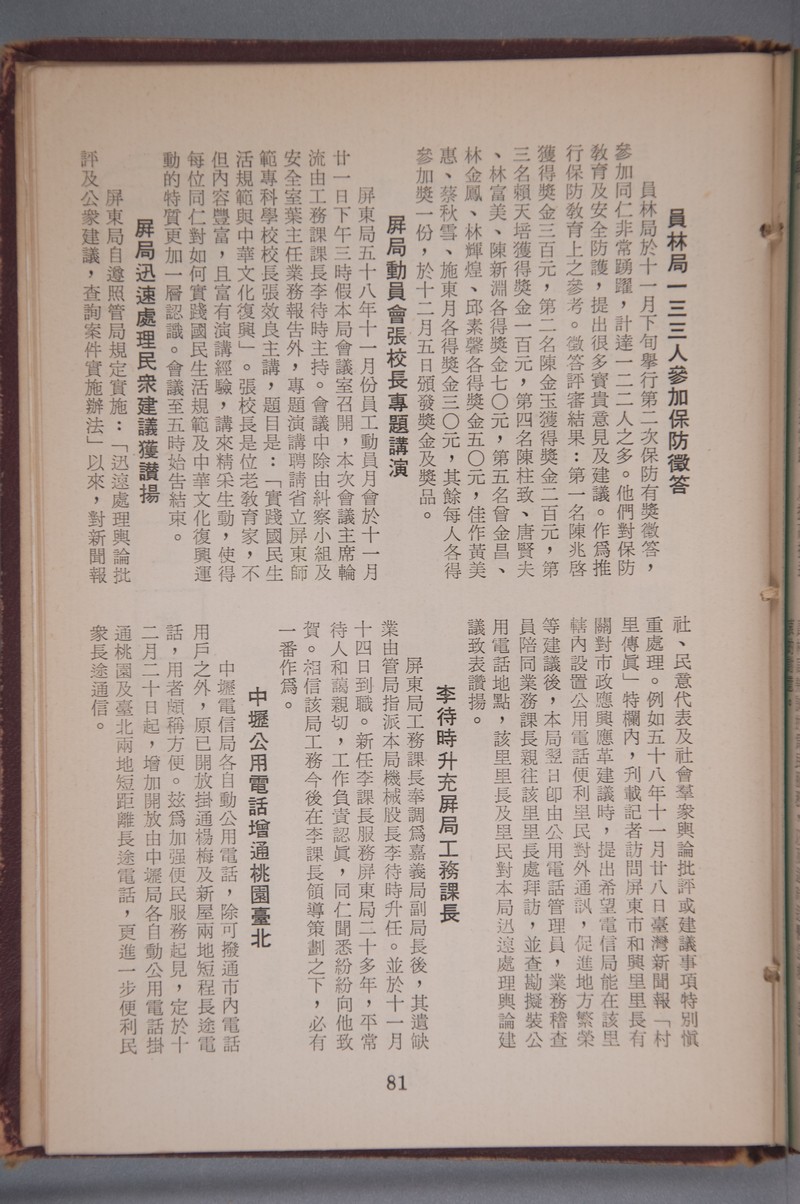 員林局一三三人參加保防徵答
員林局於十一月下旬擧行第二次保防有獎徵答，
參加同仁非常踴躍，計達一二二人之多。他們對保防
教育及安全防護，提出很多寶貴意見及建議。作爲推
行保防教育上之參考。徵答評審結果：第一名陳兆啓
獲得獎金三百元，第二名陳金玉獲得獎金二百元，第
三名賴天培獲得獎金一百元，第四名陳柱玫、唐賢夫
、林富美、陳新淵各得獎金七〇元，第五名曾金昌、
林金鳳、林輝煌、邱素馨各得獎金五〇元，佳作黃美
惠、蔡秋雪、施東月各得獎金三〇元，其餘每人各得
參加獎一份，於十二月五日頒發獎金及獎品。
屏局動員會張校長專題講演
屏東局五十八年十一月份員工動員月會於十一月
廿一日下午三時假本局會議室召開，本次會議主席輪
流由工務課課長李待時主持。會議中除由糾察小組及
安全室葉主任業務報告外，專題演講聘請省立屏東師
範專科學校校長張效良主講，題目是：「實踐國民生
活規範與中華文化復興」。張校長是位老敎育家，不
但內容豐富，且富有演講經驗，講來精采生動，使得
每位同仁對如何實踐國民生活規範及中華文化復興運
動的特質更加一層認識。會議至五時始吿結束。
屏局迅速處理民衆建議獲讚揚
屏東局自遵照管局規定實施：「迅速處理輿論批
評及公衆建議，查詢案件實施辦法」以來，對新聞報
社、民意代表及社會羣衆輿論批評或建議事項特別愼
重處理。例如五十八年十一月廿八日臺灣新聞報「村
里傳眞」特欄內，刋載記者訪問屏東市和興里里長有
關對市政應興應革建議時，提出希望電信局能在該里
轄內設置公用電話便利里民對外通訊，促進地方繁榮
等建議後，本局翌日卽由公用電話管理員，業務稽查
員陪同業務課長親往該里里長處拜訪，並查勘擬裝公
用電話地點，該里里長及里民對本局迅速處理輿論建
議致表讚揚。
李待時升充屏局工務課長
屏東局工務課長奉調爲嘉義局副局長後，其遺缺
業由管局指派本局機械股長李待時升任。並於十一月
十四日到職。新任李課長服務屏東局二十多年，平常
待人和藹親切，工作負責認眞，同仁聞悉紛紛向他致
賀。相信該局工務今後在李課長領導策劃之下，必有
一番作爲。
中壢公用電話增通桃園臺北
中壢電信局各自動公用電話，除可撥通市內電話
用戶之外，原已開放掛通楊梅及新屋兩地短程長途電
話，用者頗稱方便。玆爲加强便民服務起見，定於十
二月二十日起，增加開放由中壢局各自動公用電話掛
通桃園及臺北兩地短距離長途電話，更進一步便利民
衆長途通信。
81